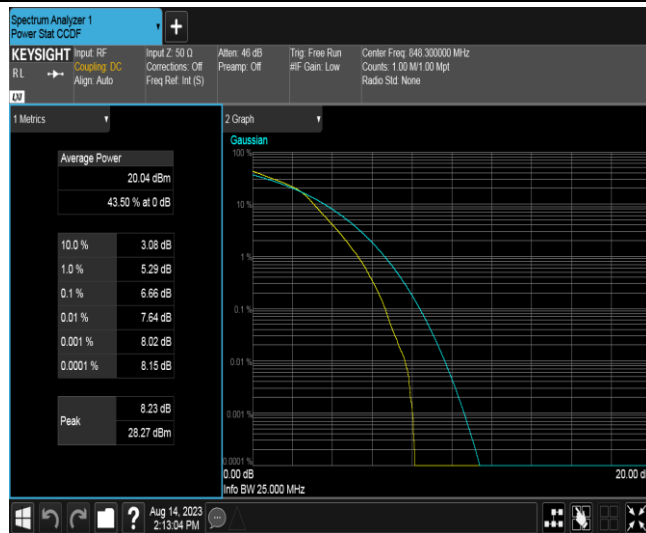 Spectrum Analyzer 1
Power Stat CCDF
+
KEYSIGHT
RL
Input: RF
Coupling: DC
Align: Auto
Input Z: 50 Ω
Corrections: Off
Freq Ref: Int (S)
Atten: 46 dB
Preamp: Off
Trig: Free Run
#IF Gain: Low
Center Freq: 848.300000 MHz
Counts: 1.00 M/1.00 Mpt
Radio Std: None
1 Metrics
Average Power
20.04 dBm
43.50 % at 0 dB
10.0 % 3.08 dB
1.0 % 5.29 dB
0.1 % 6.66 dB
0.01 % 7.64 dB
0.001 % 8.02 dB
0.0001 % 8.15 dB
Peak
8.23 dB
28.27 dBm
2 Graph
Gaussian
100 %
10 %
1 %
0.1 %
0.01 %
0.001 %
0.0001 %
0.00 dB
20.00 d
Info BW 25.000 MHz
?
Aug 14, 2023
2:13:04 PM